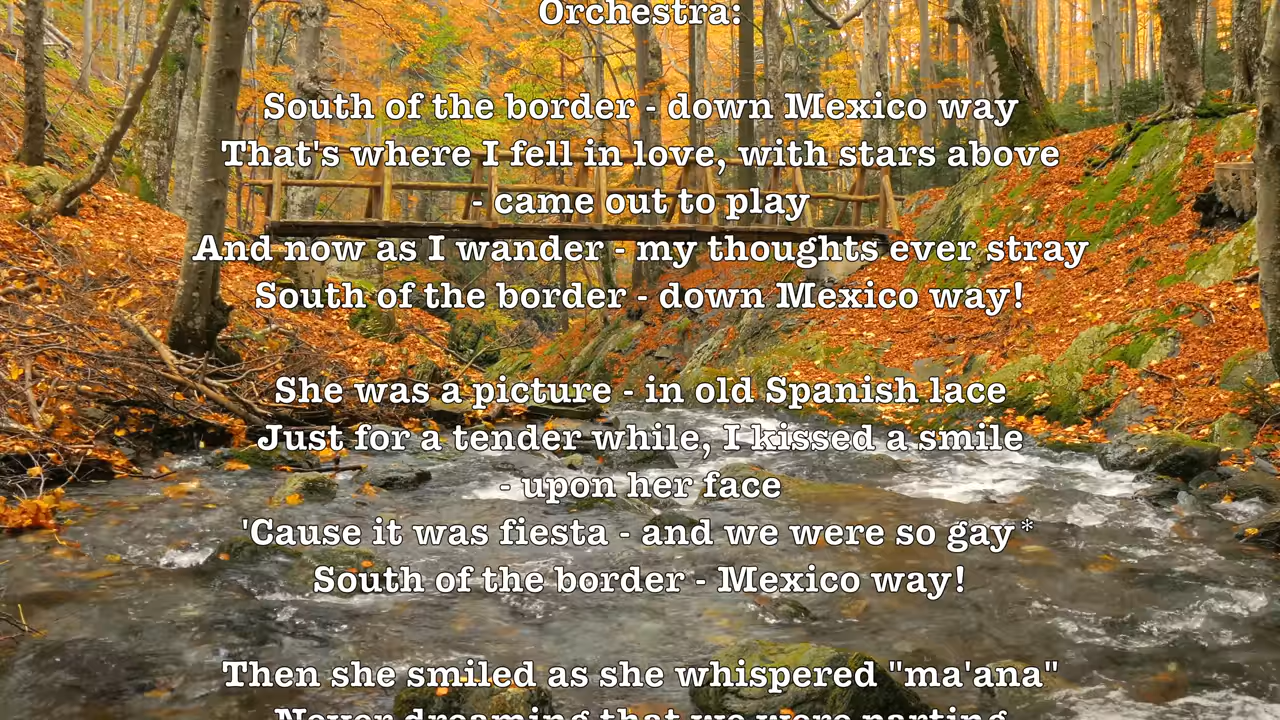 Orchestra:
South of the border - down Mexico way
That's where I fell in love, with stars above
- came out to play
And now as I wander - my thoughts ever stray
South of the border - down Mexico way!
She was a picture - in old Spanish lace
Just for a tender while, I kissed a smile
- upon her face
'Cause it was fiesta - and we were so gay*
South of the border - Mexico way!
Then she smiled as she whispered "ma'ana"
Never dreaming that we were parting